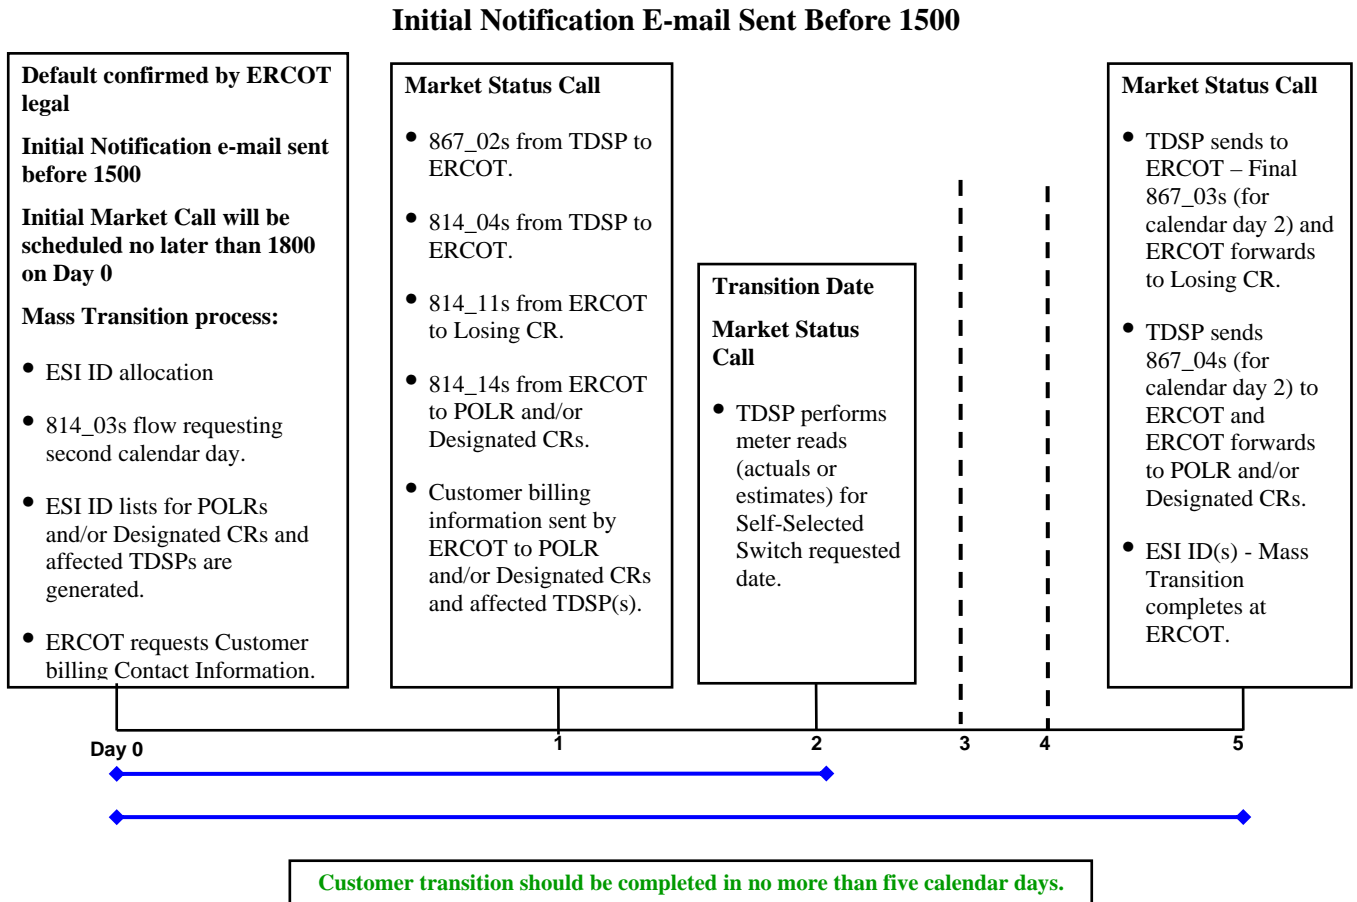 Initial Notification E-mail Sent Before 1500
Default confirmed by ERCOT
legal
Initial Notification e-mail sent
before 1500
Initial Market Call will be
scheduled no later than 1800
on Day 0
Mass Transition process:
• ESI ID allocation
• 814_03s flow requesting
second calendar day.
• ESI ID lists for POLRs
and/or Designated CRs and
affected TDSPs are
generated.
• ERCOT requests Customer
billing Contact Information.
Market Status Call
• 867_02s from TDSP to
ERCOT.
• 814_04s from TDSP to
ERCOT.
• 814_11s from ERCOT
to Losing CR.
• 814_14s from ERCOT
to POLR and/or
Designated CRs.
• Customer billing
information sent by
ERCOT to POLR
and/or Designated CRs
and affected TDSP(s).
Transition Date
Market Status
Call
• TDSP performs
meter reads
(actuals or
estimates) for
Self-Selected
Switch requested
date.
Market Status Call
• TDSP sends to
ERCOT – Final
867_03s (for
calendar day 2) and
ERCOT forwards
to Losing CR.
• TDSP sends
867_04s (for
calendar day 2) to
ERCOT and
ERCOT forwards
to POLR and/or
Designated CRs.
• ESI ID(s) - Mass
Transition
completes at
ERCOT.
Day 0
1
2
3
4
5
Customer transition should be completed in no more than five calendar days.